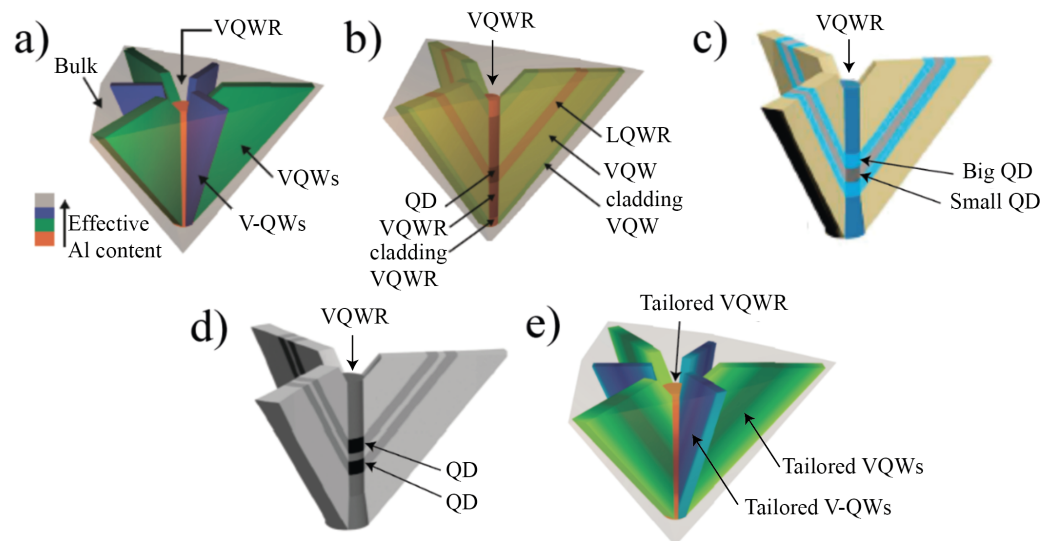 a)
VQWR
Bulk
VQWs
V-QWs
Effective
Al content
b)
VQWR
LQWR
VQW
cladding
VQW
QD
VQWR
cladding
VQWR
c)
VQWR
Big QD
Small QD
d)
VQWR
QD
QD
e)
Tailored VQWR
Tailored VQWs
Tailored V-QWs